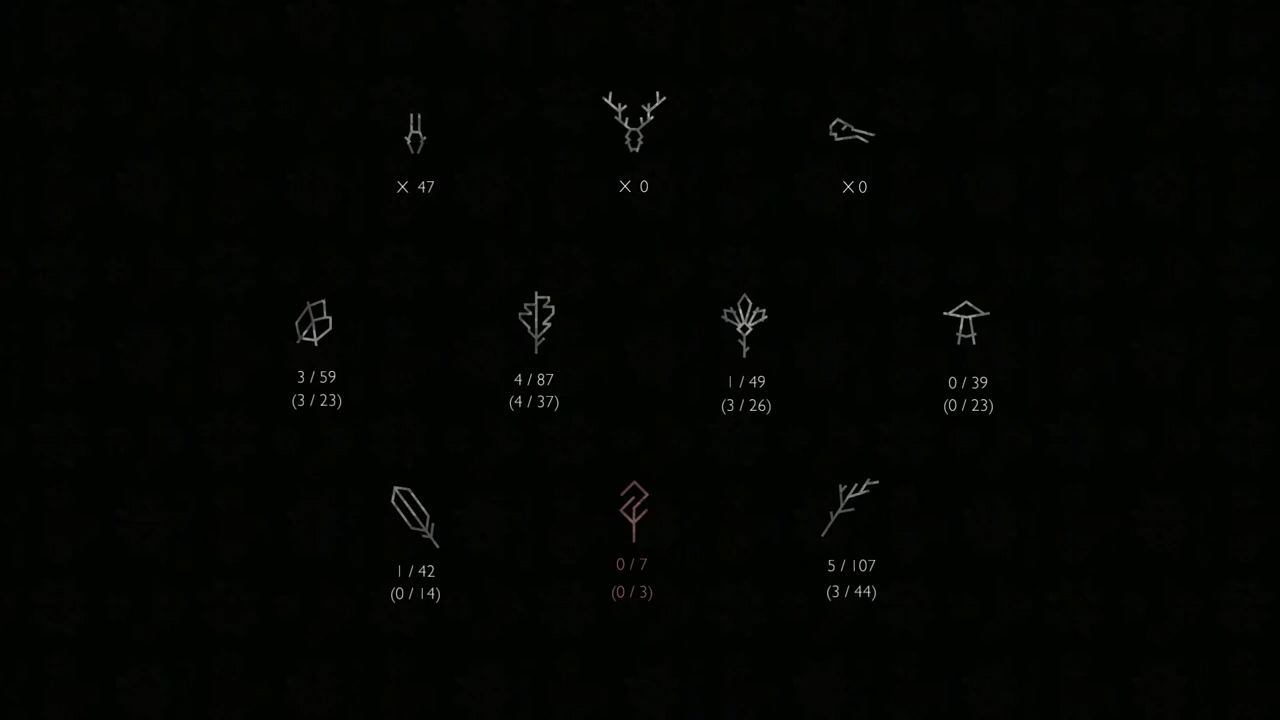 X 47
X 0
X 0
3 / 59
(3 / 23)
4 / 87
(4 / 37)
1 / 49
(3 / 26)
0 / 39
(0 / 23)
1 / 42
(0 / 14)
0 / 7
(0 / 3)
5 / 107
(3 / 44)